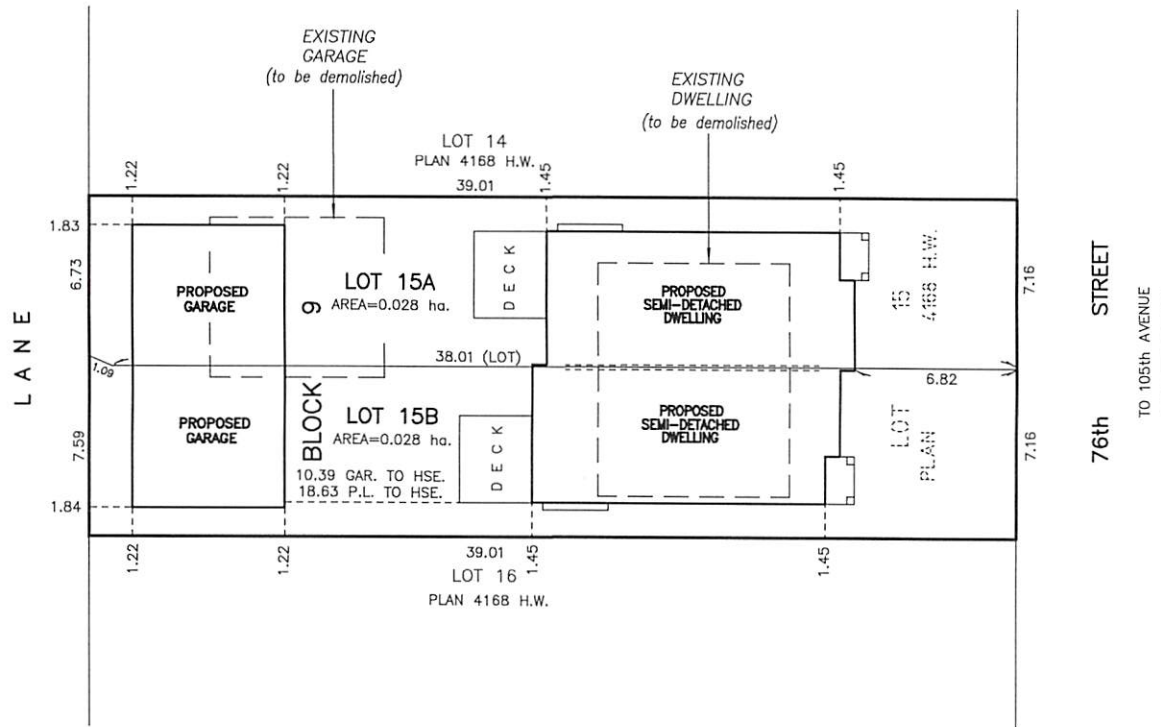 EXISTING
GARAGE
(to be demolished)
EXISTING
DWELLING
(to be demolished)
LOT 14
PLAN 4168 H.W.
39.01
1.22
1.22
1.45
1.45
1.83
6.73
LANE
7.59
1.84
1.09
PROPOSED
GARAGE
PROPOSED
GARAGE
BLOCK 9
LOT 15A
AREA=0.028 ha.
DECK
38.01 (LOT)
LOT 15B
AREA=0.028 ha.
10.39 GAR. TO HSE.
18.63 P.L. TO HSE.
DECK
PROPOSED
SEMI-DETACHED
DWELLING
PROPOSED
SEMI-DETACHED
DWELLING
LOT 15
PLAN 4168 H.W.
6.82
7.16
7.16
76th STREET
TO 105th AVENUE
1.22
1.22
1.45
1.45
39.01
LOT 16
PLAN 4168 H.W.